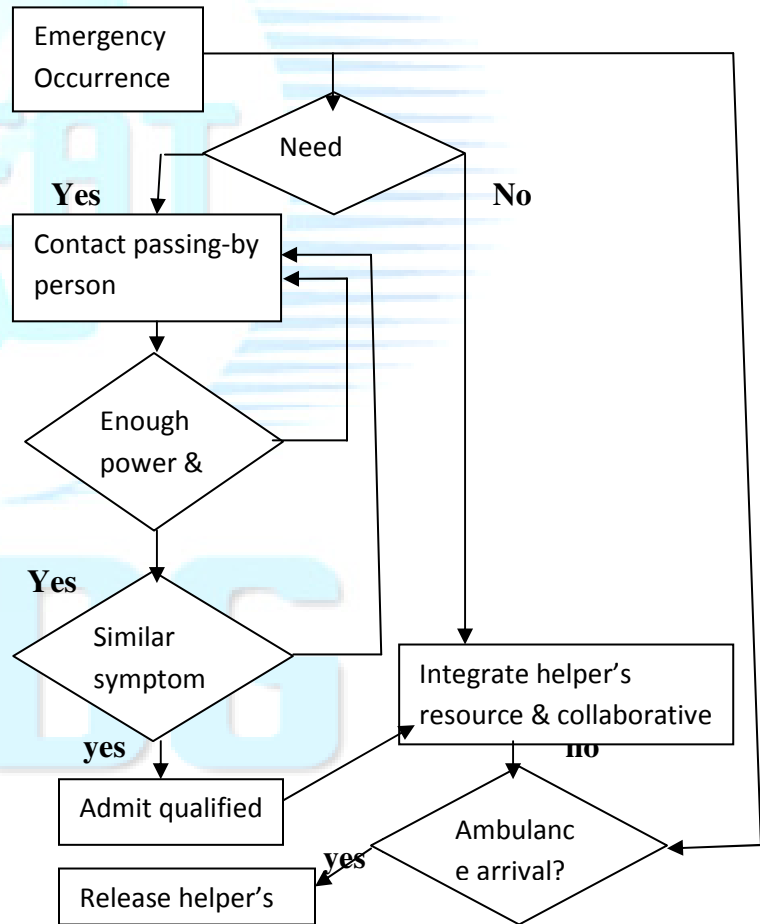 Emergency
Occurrence
Need
Yes
No
Contact passing-by
person
Enough
power &
Yes
Similar
symptom
yes
Integrate helper's
resource & collaborative
no
Admit qualified
Ambulanc
e arrival?
yes
Release helper's